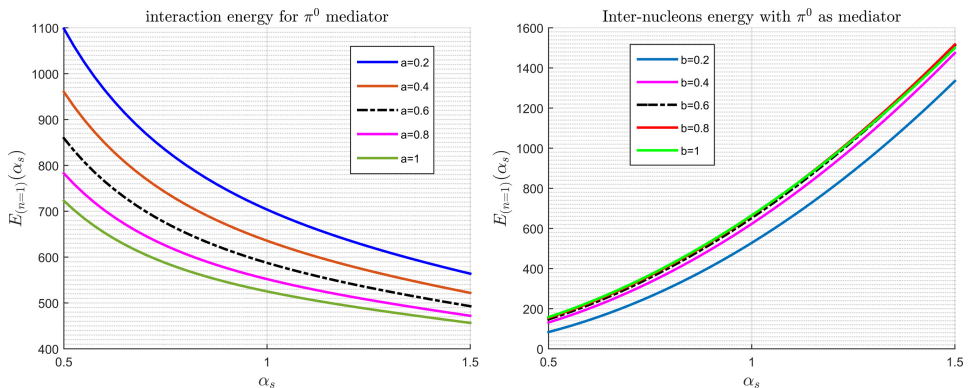 interaction energy for π⁰ mediator
1100
1000
900
800
700
600
500
400
E₍ₙ₌₁₎(αₛ)
a=0.2
a=0.4
a=0.6
a=0.8
a=1
0.5
1
1.5
αₛ
Inter-nucleons energy with π⁰ as mediator
1600
1400
1200
1000
800
600
400
200
0
E₍ₙ₌₁₎(αₛ)
b=0.2
b=0.4
b=0.6
b=0.8
b=1
0.5
1
1.5
αₛ